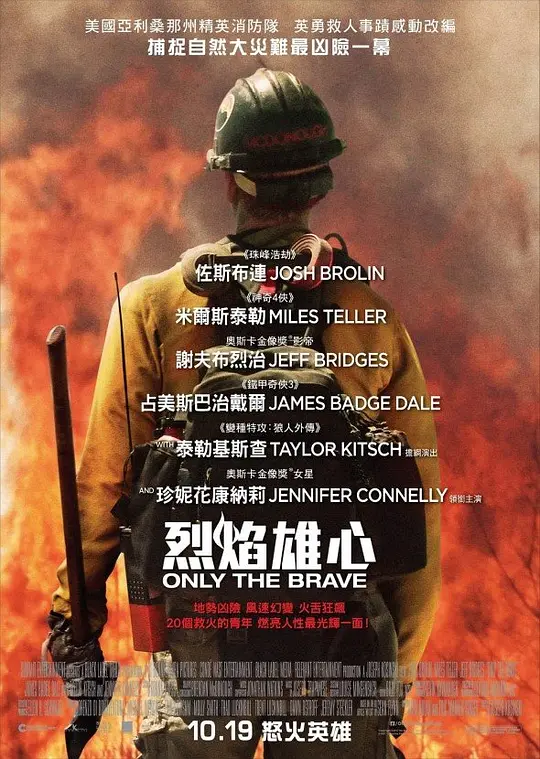 美國亞利桑那州精英消防隊 英勇救人事蹟感動改編
捕捉自然大災難最凶險一幕
MCDONOUGH
《珠峰浩劫》
佐斯布連 JOSH BROLIN
《神奇4俠》
米爾斯泰勒 MILES TELLER
奧斯卡金像獎®影帝
謝夫布烈治 JEFF BRIDGES
《鐵甲奇俠3》
占美斯巴治戴爾 JAMES BADGE DALE
《變種特攻：狼人外傳》
WITH 泰勒基斯查 TAYLOR KITSCH 擔綱演出
奧斯卡金像獎®女星
AND 珍妮花康納莉 JENNIFER CONNELLY 領銜主演
烈焰雄心
ONLY THE BRAVE
地勢凶險 風速幻變 火舌狂飆
20個救火的青年 燃亮人性最光輝一面！
10.19 怒火英雄